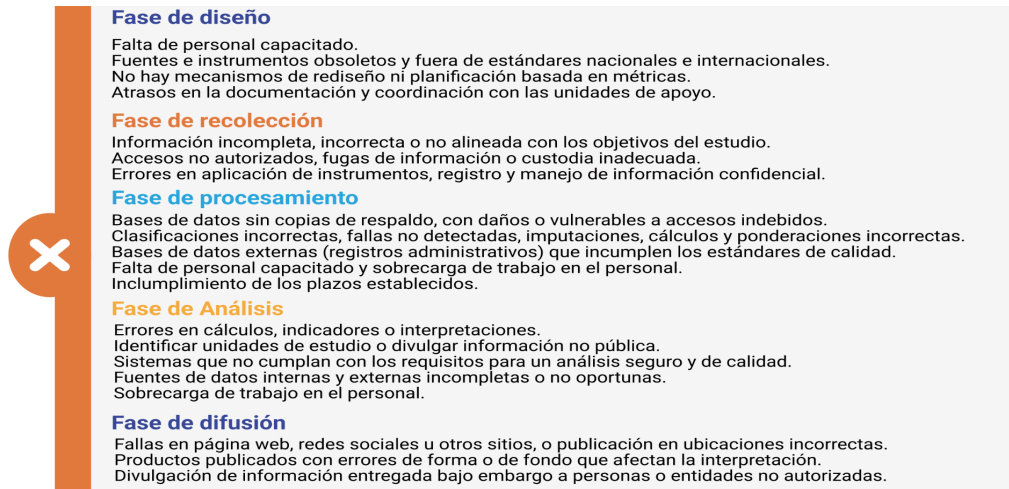 Fase de diseño
Falta de personal capacitado.
Fuentes e instrumentos obsoletos y fuera de estándares nacionales e internacionales.
No hay mecanismos de rediseño ni planificación basada en métricas.
Atrasos en la documentación y coordinación con las unidades de apoyo.
Fase de recolección
Información incompleta, incorrecta o no alineada con los objetivos del estudio.
Accesos no autorizados, fugas de información o custodia inadecuada.
Errores en aplicación de instrumentos, registro y manejo de información confidencial.
Fase de procesamiento
Bases de datos sin copias de respaldo, con daños o vulnerables a accesos indebidos.
Clasificaciones incorrectas, fallas no detectadas, imputaciones, cálculos y ponderaciones incorrectas.
Bases de datos externas (registros administrativos) que incumplen los estándares de calidad.
Falta de personal capacitado y sobrecarga de trabajo en el personal.
Inclumplimiento de los plazos establecidos.
Fase de Análisis
Errores en cálculos, indicadores o interpretaciones.
Identificar unidades de estudio o divulgar información no pública.
Sistemas que no cumplan con los requisitos para un análisis seguro y de calidad.
Fuentes de datos internas y externas incompletas o no oportunas.
Sobrecarga de trabajo en el personal.
Fase de difusión
Fallas en página web, redes sociales u otros sitios, o publicación en ubicaciones incorrectas.
Productos publicados con errores de forma o de fondo que afectan la interpretación.
Divulgación de información entregada bajo embargo a personas o entidades no autorizadas.